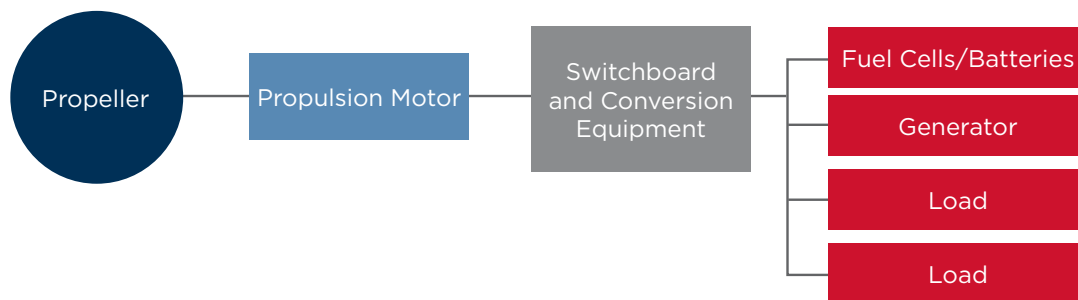 Propeller
Propulsion Motor
Switchboard
and Conversion
Equipment
Fuel Cells/Batteries
Generator
Load
Load